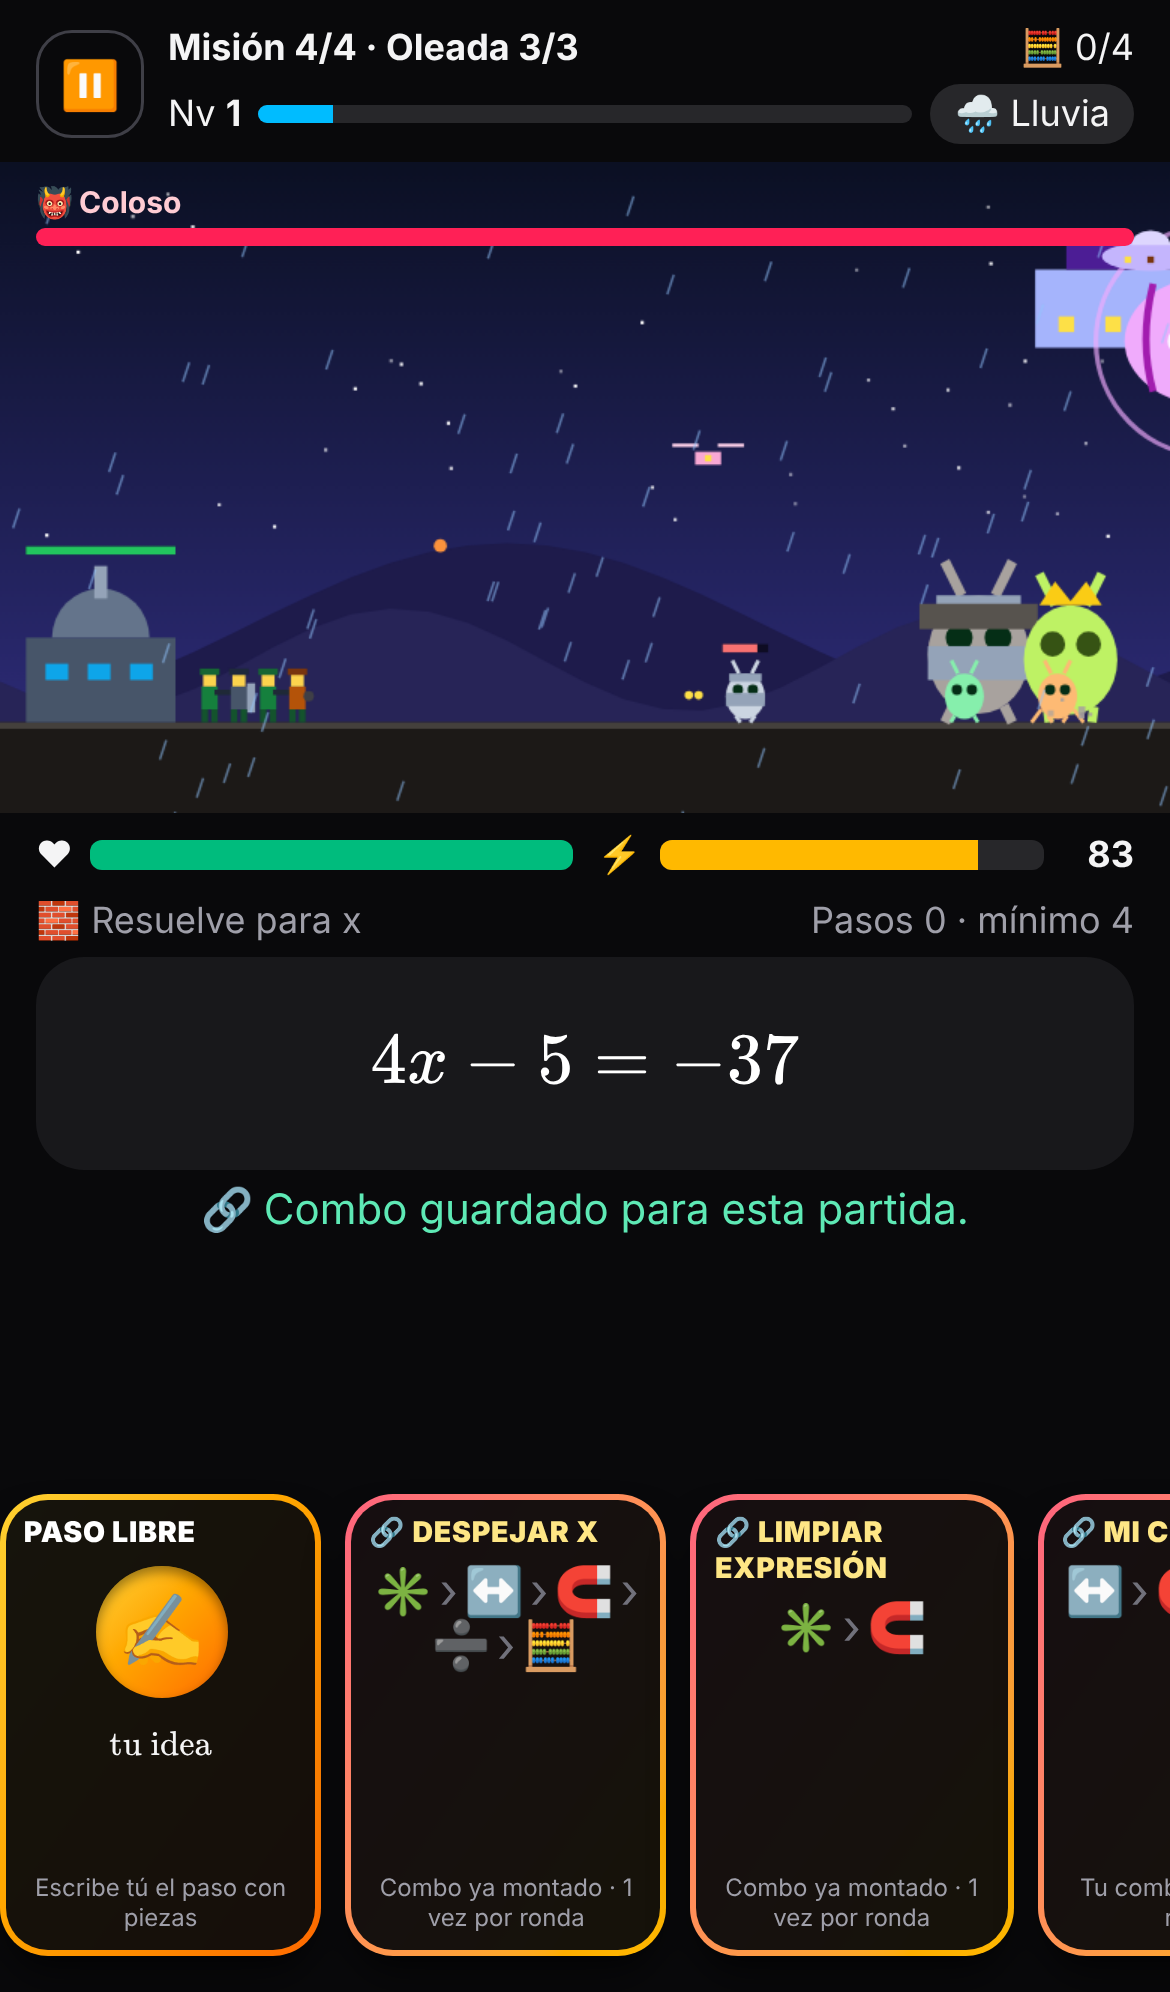 Misión 4/4 · Oleada 3/3
0/4
Nv 1
Lluvia
Coloso
83
Resuelve para x
Pasos 0 · mínimo 4
4x − 5 = −37
Combo guardado para esta partida.
PASO LIBRE
tu idea
Escribe tú el paso con
piezas
DESPEJAR X
Combo ya montado · 1
vez por ronda
LIMPIAR
EXPRESIÓN
Combo ya montado · 1
vez por ronda
MI C
Tu comb